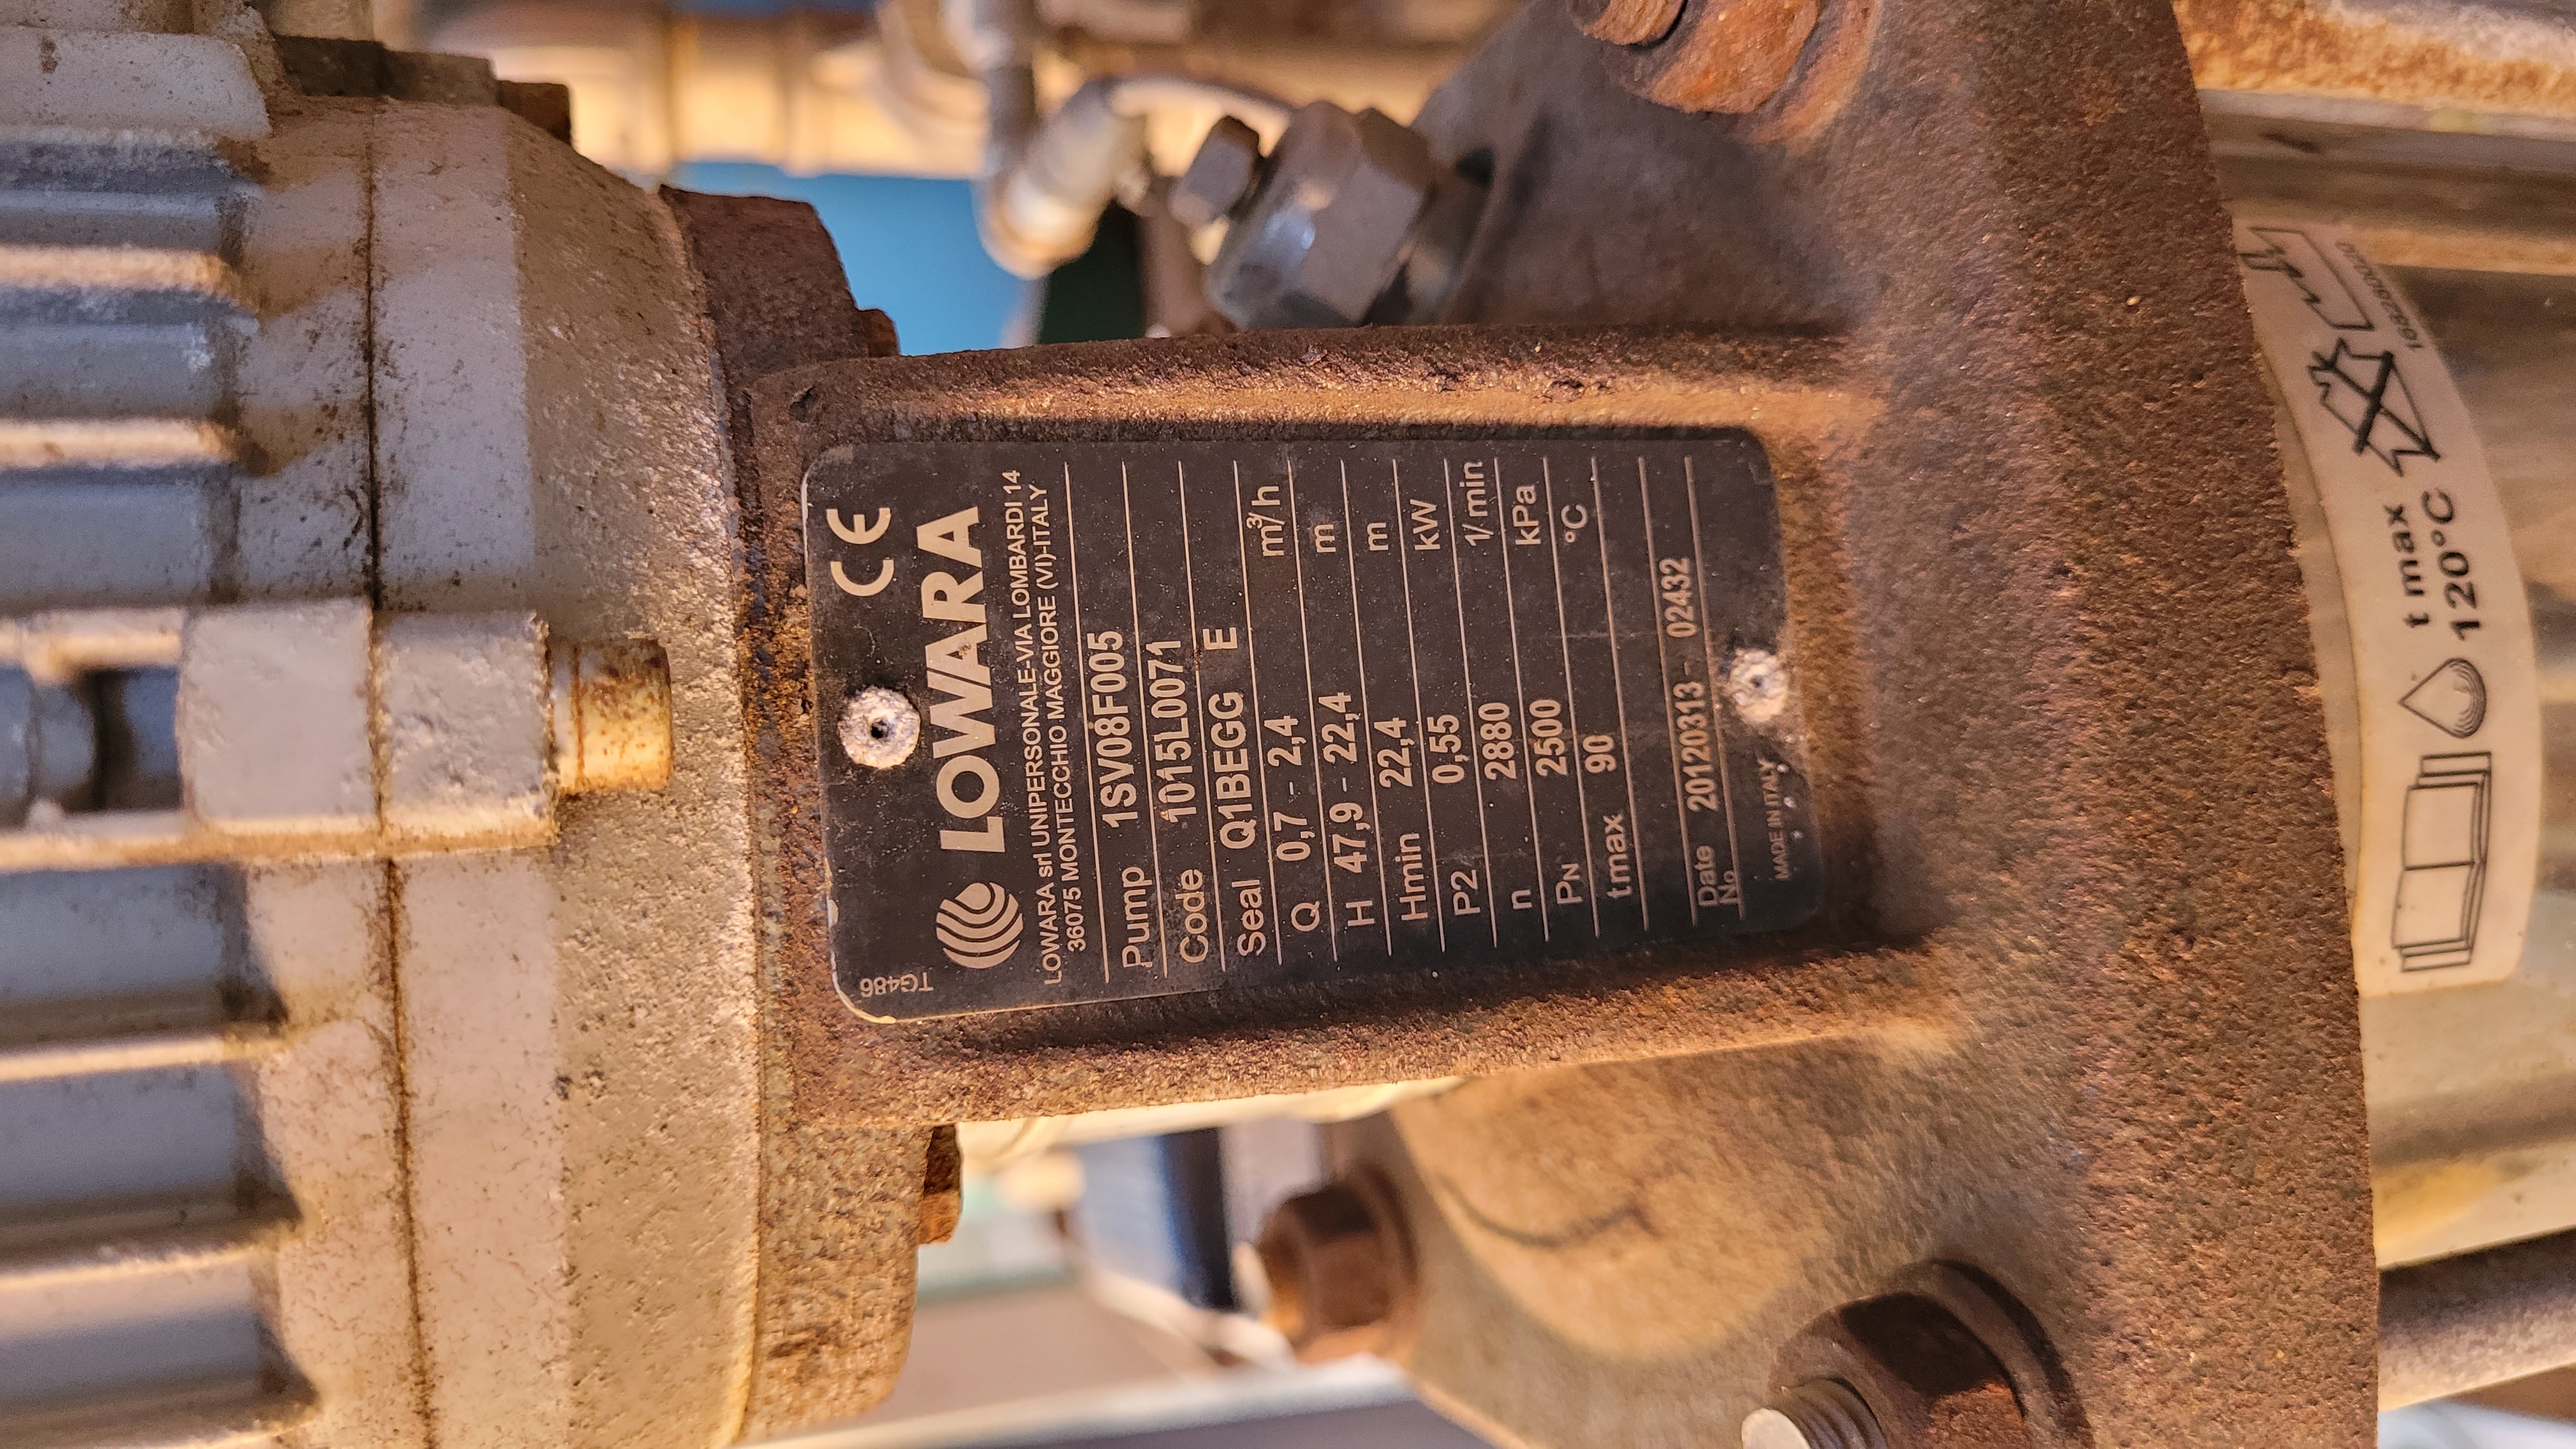 TG486
CE
LOWARA
LOWARA srl UNIPERSONALE-VIA LOMBARDI 14
36075 MONTECCHIO MAGGIORE (VI)-ITALY
Pump 1SV08F005
Code 1015L0071
Seal Q1BEGG E
Q 0,7 - 2,4 m³/h
H 47,9 - 22,4 m
Hmin 22,4 m
P2 0,55 kW
n 2880 1/min
PN 2500 kPa
tmax 90 °C
Date 20120313 - 02432
No
MADE IN ITALY
t max
120°C